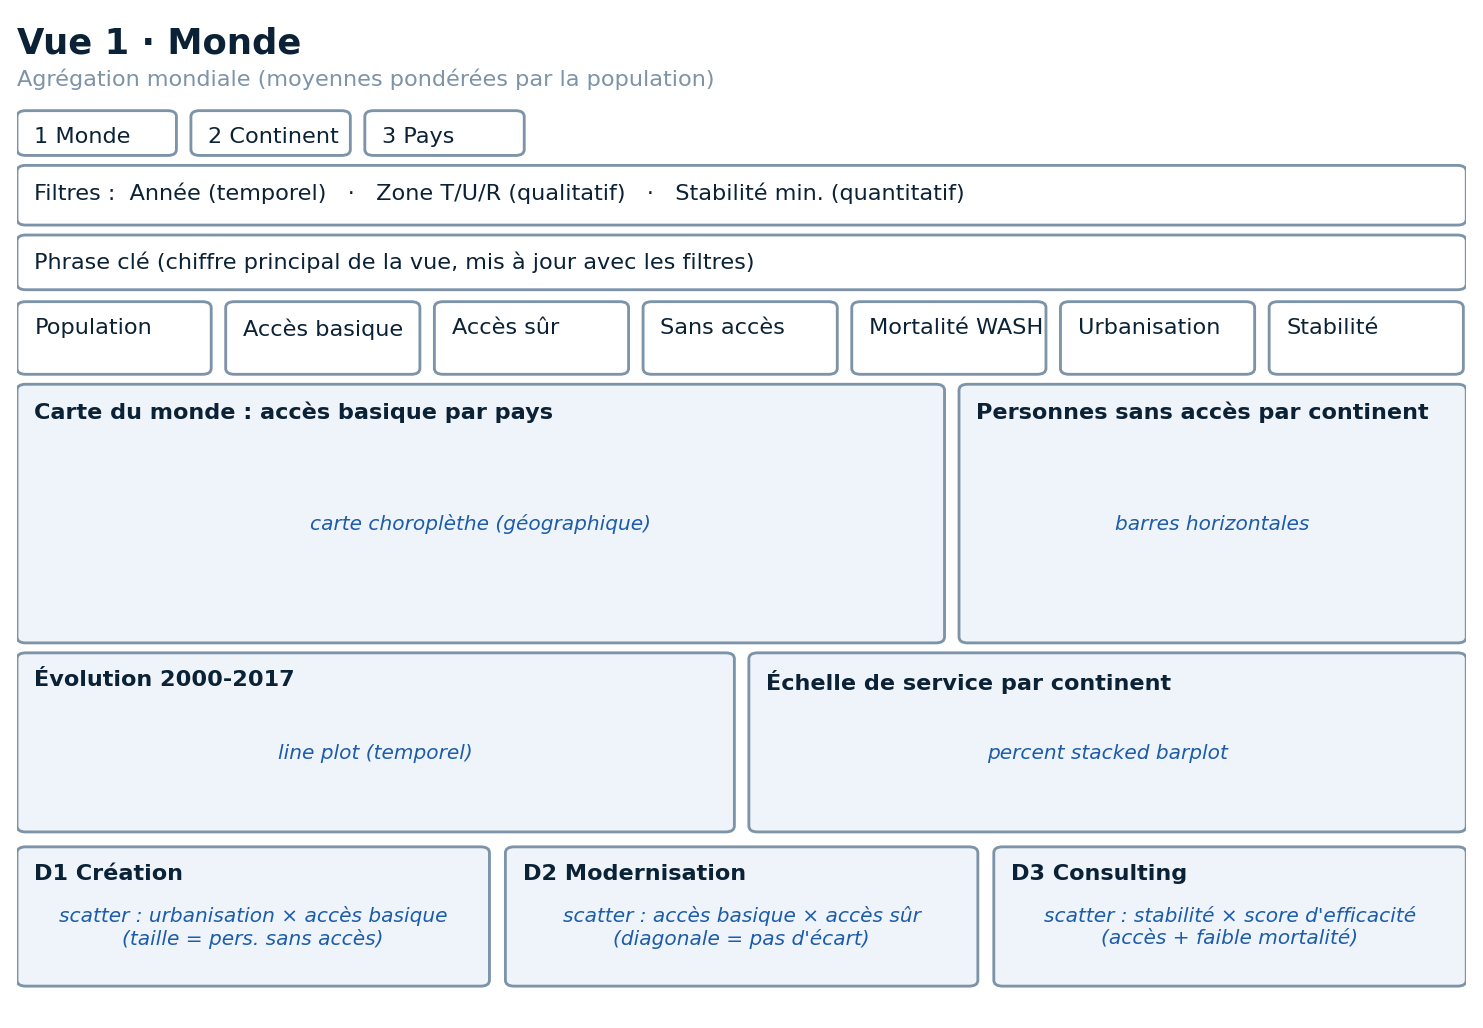 Vue 1 · Monde
Agrégation mondiale (moyennes pondérées par la population)
1 Monde
2 Continent
3 Pays
Filtres : Année (temporel) · Zone T/U/R (qualitatif) · Stabilité min. (quantitatif)
Phrase clé (chiffre principal de la vue, mis à jour avec les filtres)
Population
Accès basique
Accès sûr
Sans accès
Mortalité WASH
Urbanisation
Stabilité
Carte du monde : accès basique par pays
carte choroplèthe (géographique)
Personnes sans accès par continent
barres horizontales
Évolution 2000-2017
line plot (temporel)
Échelle de service par continent
percent stacked barplot
D1 Création
scatter : urbanisation × accès basique
(taille = pers. sans accès)
D2 Modernisation
scatter : accès basique × accès sûr
(diagonale = pas d'écart)
D3 Consulting
scatter : stabilité × score d'efficacité
(accès + faible mortalité)